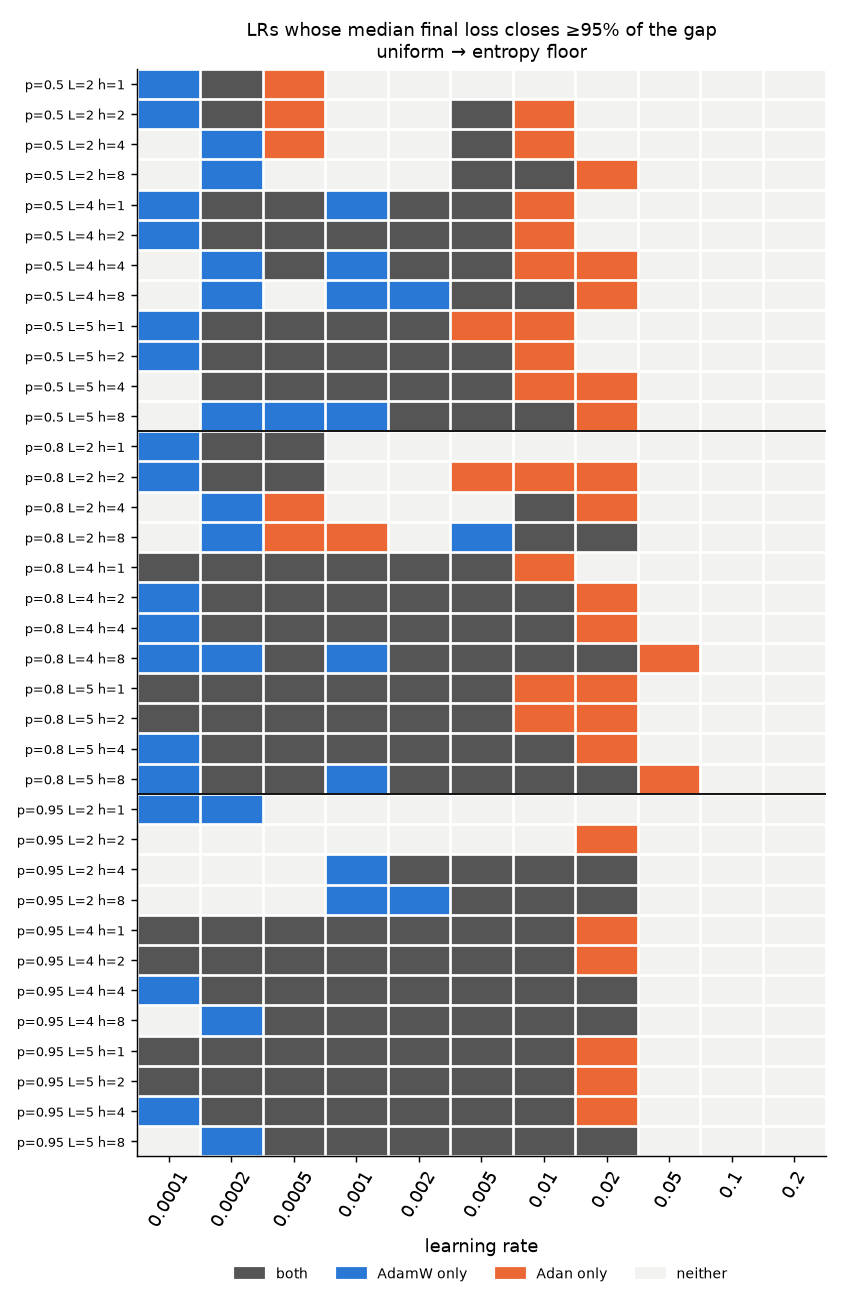 LRs whose median final loss closes ≥95% of the gap
uniform → entropy floor
p=0.5 L=2 h=1
p=0.5 L=2 h=2
p=0.5 L=2 h=4
p=0.5 L=2 h=8
p=0.5 L=4 h=1
p=0.5 L=4 h=2
p=0.5 L=4 h=4
p=0.5 L=4 h=8
p=0.5 L=5 h=1
p=0.5 L=5 h=2
p=0.5 L=5 h=4
p=0.5 L=5 h=8
p=0.8 L=2 h=1
p=0.8 L=2 h=2
p=0.8 L=2 h=4
p=0.8 L=2 h=8
p=0.8 L=4 h=1
p=0.8 L=4 h=2
p=0.8 L=4 h=4
p=0.8 L=4 h=8
p=0.8 L=5 h=1
p=0.8 L=5 h=2
p=0.8 L=5 h=4
p=0.8 L=5 h=8
p=0.95 L=2 h=1
p=0.95 L=2 h=2
p=0.95 L=2 h=4
p=0.95 L=2 h=8
p=0.95 L=4 h=1
p=0.95 L=4 h=2
p=0.95 L=4 h=4
p=0.95 L=4 h=8
p=0.95 L=5 h=1
p=0.95 L=5 h=2
p=0.95 L=5 h=4
p=0.95 L=5 h=8
0.0001 0.0002 0.0005 0.001 0.002 0.005 0.01 0.02 0.05 0.1 0.2
learning rate
both AdamW only Adan only neither